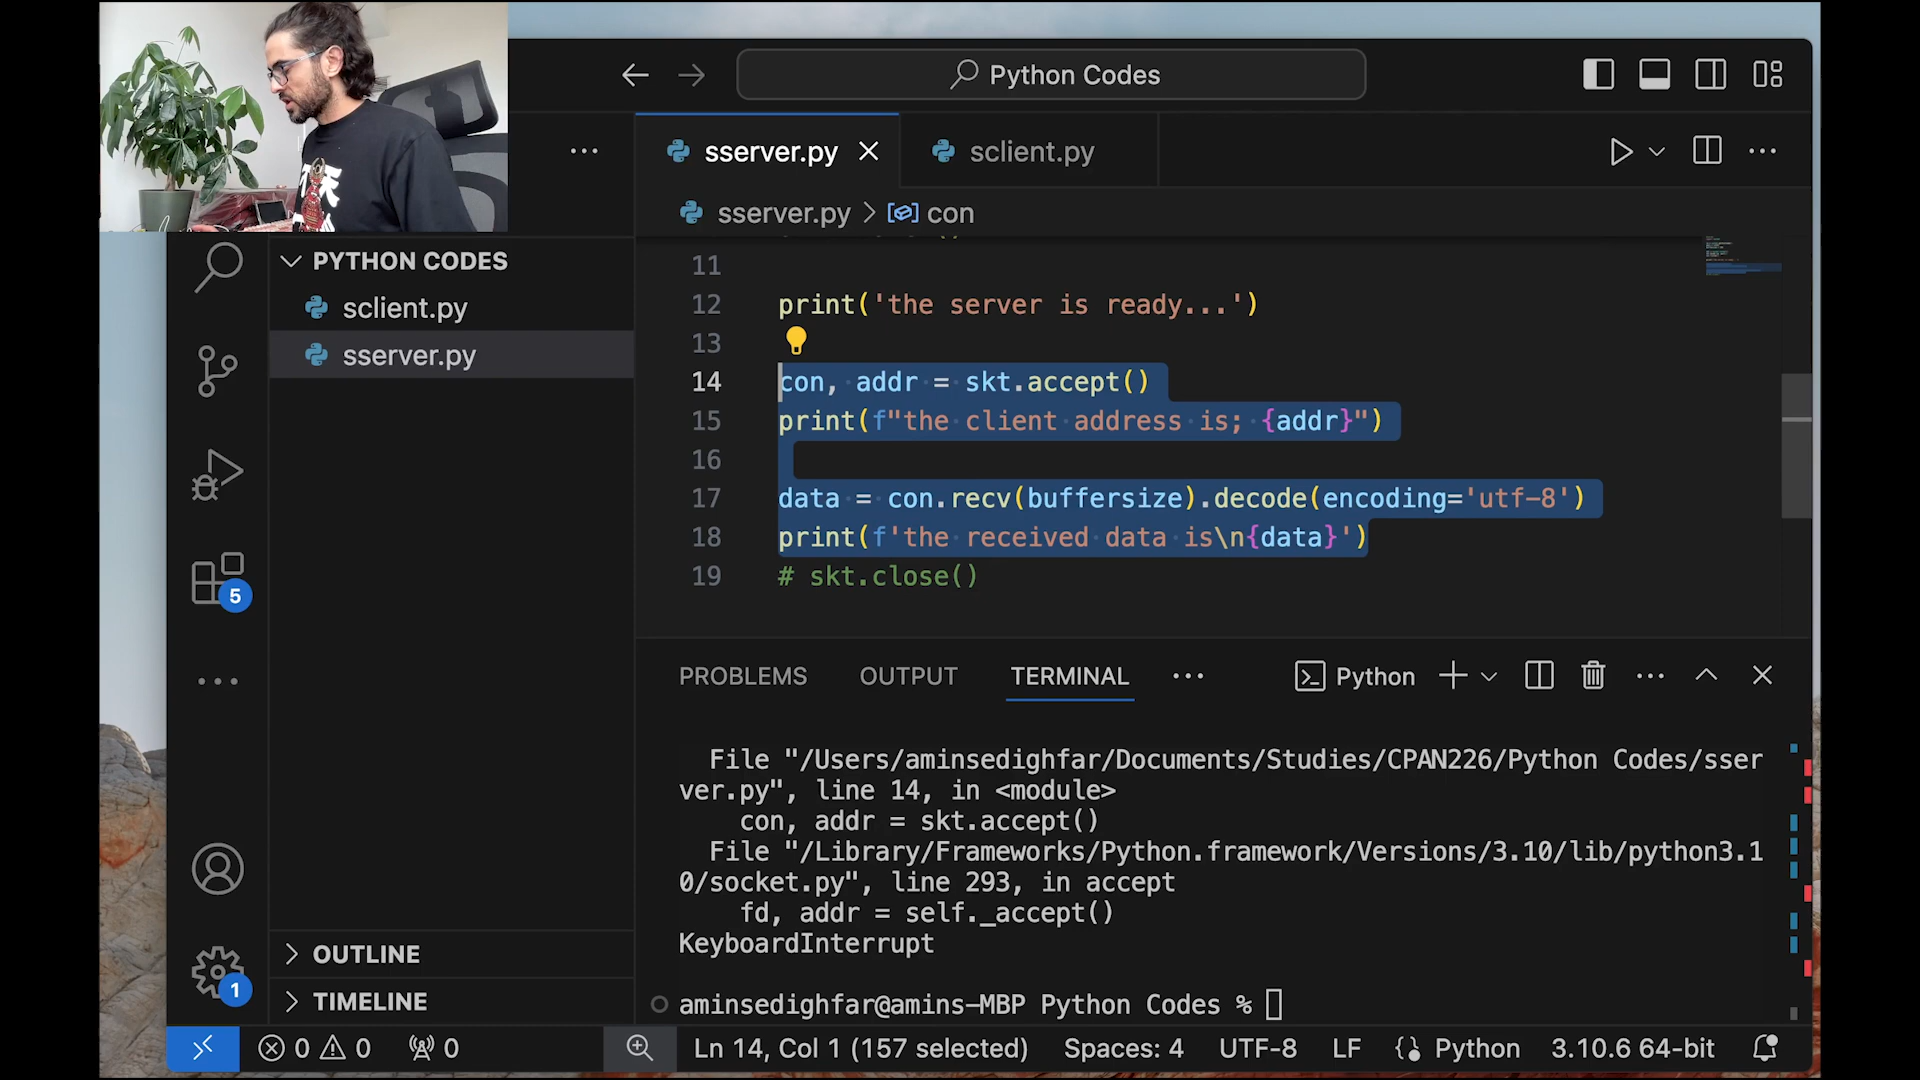 Python Codes
sserver.py
sclient.py
sserver.py > con
PYTHON CODES
sclient.py
sserver.py
11
12 print('the server is ready...')
13
14 con, addr = skt.accept()
15 print(f"the client address is; {addr}")
16
17 data = con.recv(buffersize).decode(encoding='utf-8')
18 print(f'the received data is\n{data}')
19 # skt.close()
5
PROBLEMS OUTPUT TERMINAL Python
File "/Users/aminsedighfar/Documents/Studies/CPAN226/Python Codes/sser
ver.py", line 14, in <module>
con, addr = skt.accept()
File "/Library/Frameworks/Python.framework/Versions/3.10/lib/python3.1
0/socket.py", line 293, in accept
fd, addr = self._accept()
KeyboardInterrupt
aminsedighfar@amins-MBP Python Codes %
OUTLINE
1
TIMELINE
0 0 0 Ln 14, Col 1 (157 selected) Spaces: 4 UTF-8 LF Python 3.10.6 64-bit